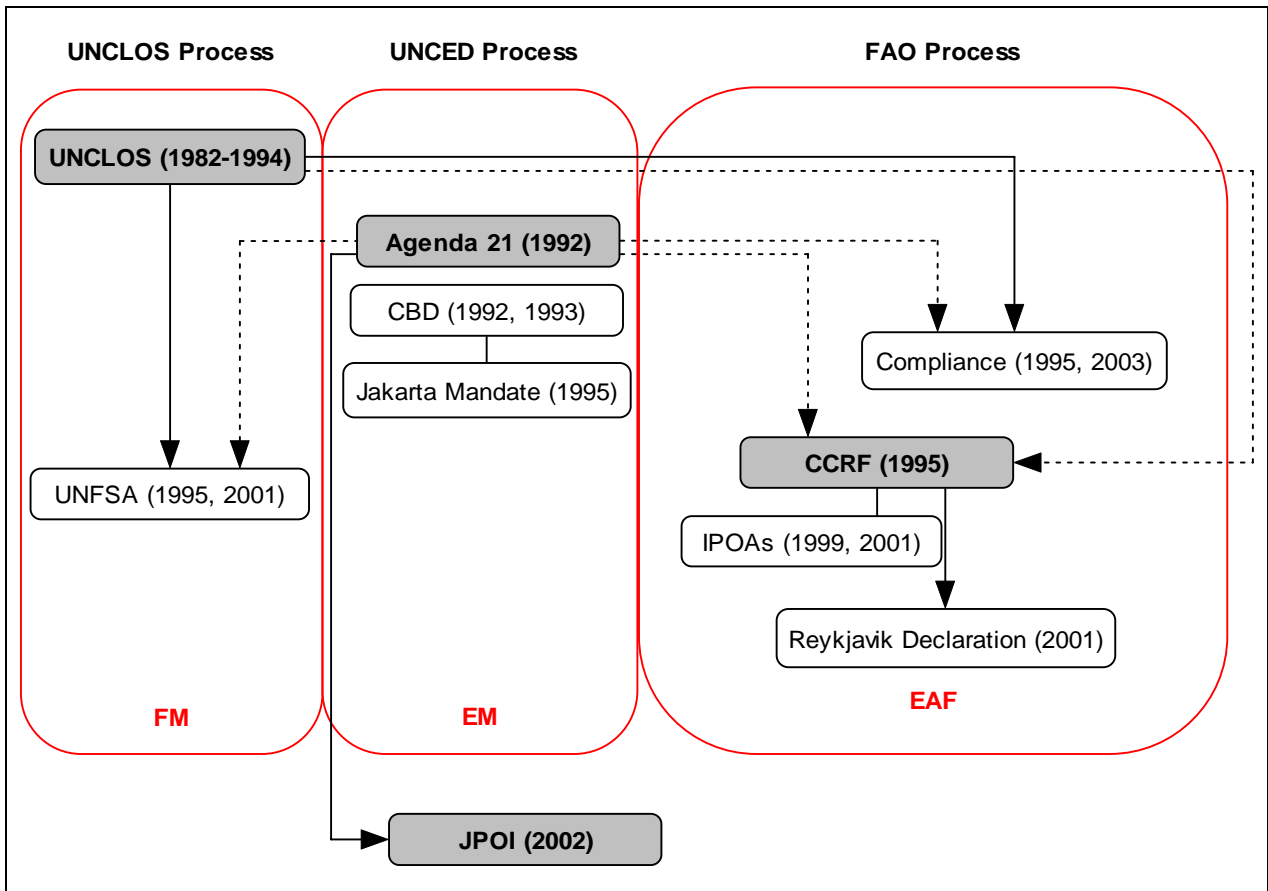 UNCLOS Process
UNCED Process
FAO Process
UNCLOS (1982-1994)
Agenda 21 (1992)
CBD (1992, 1993)
Compliance (1995, 2003)
Jakarta Mandate (1995)
CCRF (1995)
UNFSA (1995, 2001)
IPOAs (1999, 2001)
Reykjavik Declaration (2001)
FM
EM
EAF
JPOI (2002)